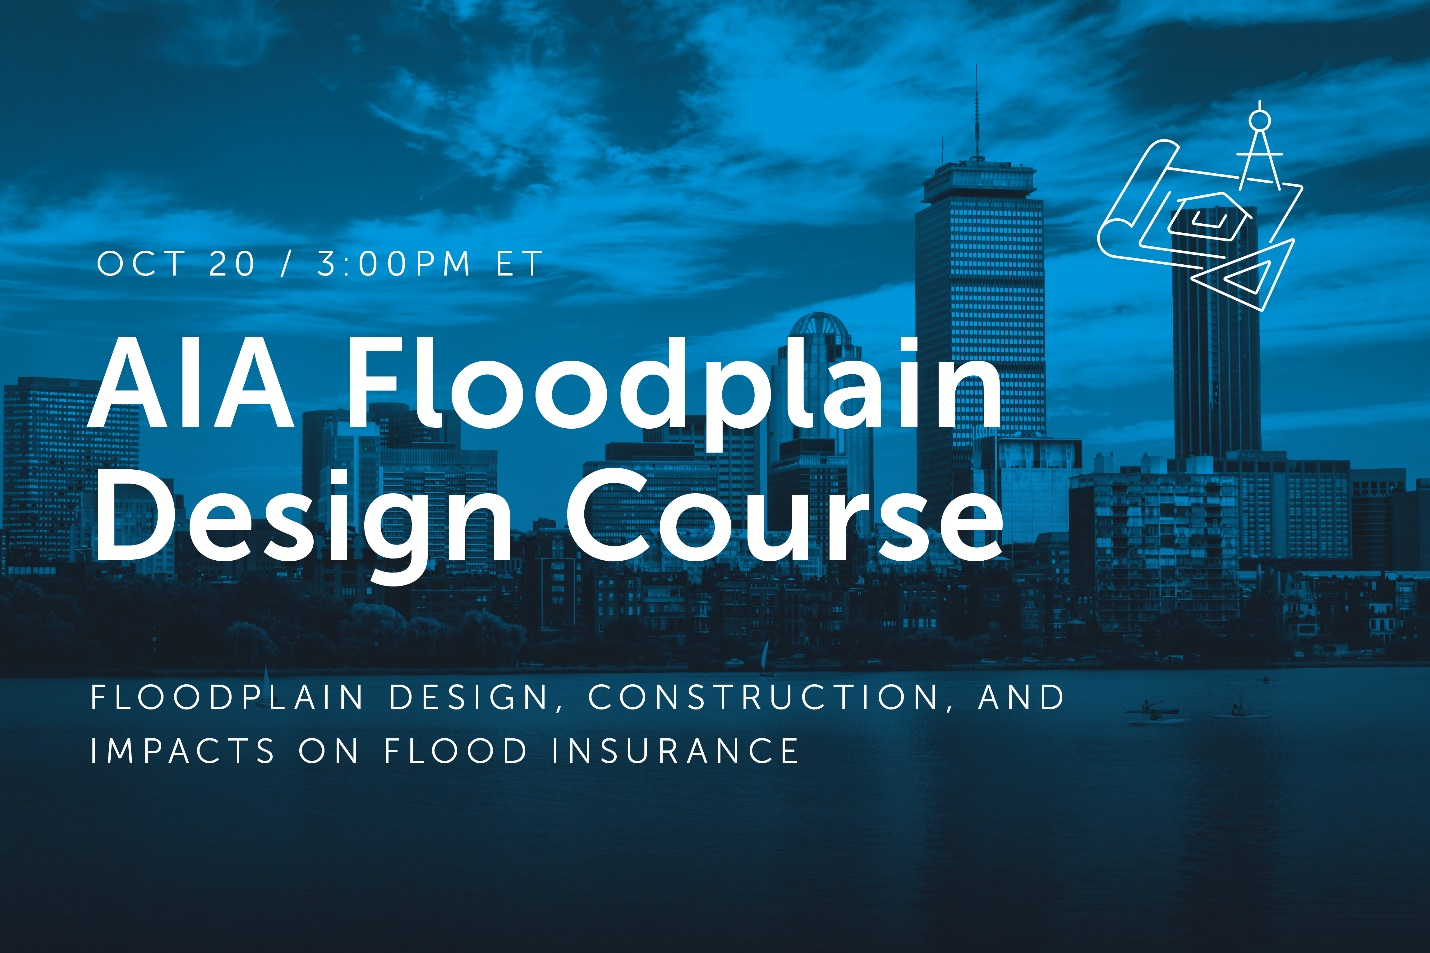 OCT 20 / 3:00PM ET
AIA Floodplain
Design Course
FLOODPLAIN DESIGN, CONSTRUCTION, AND
IMPACTS ON FLOOD INSURANCE